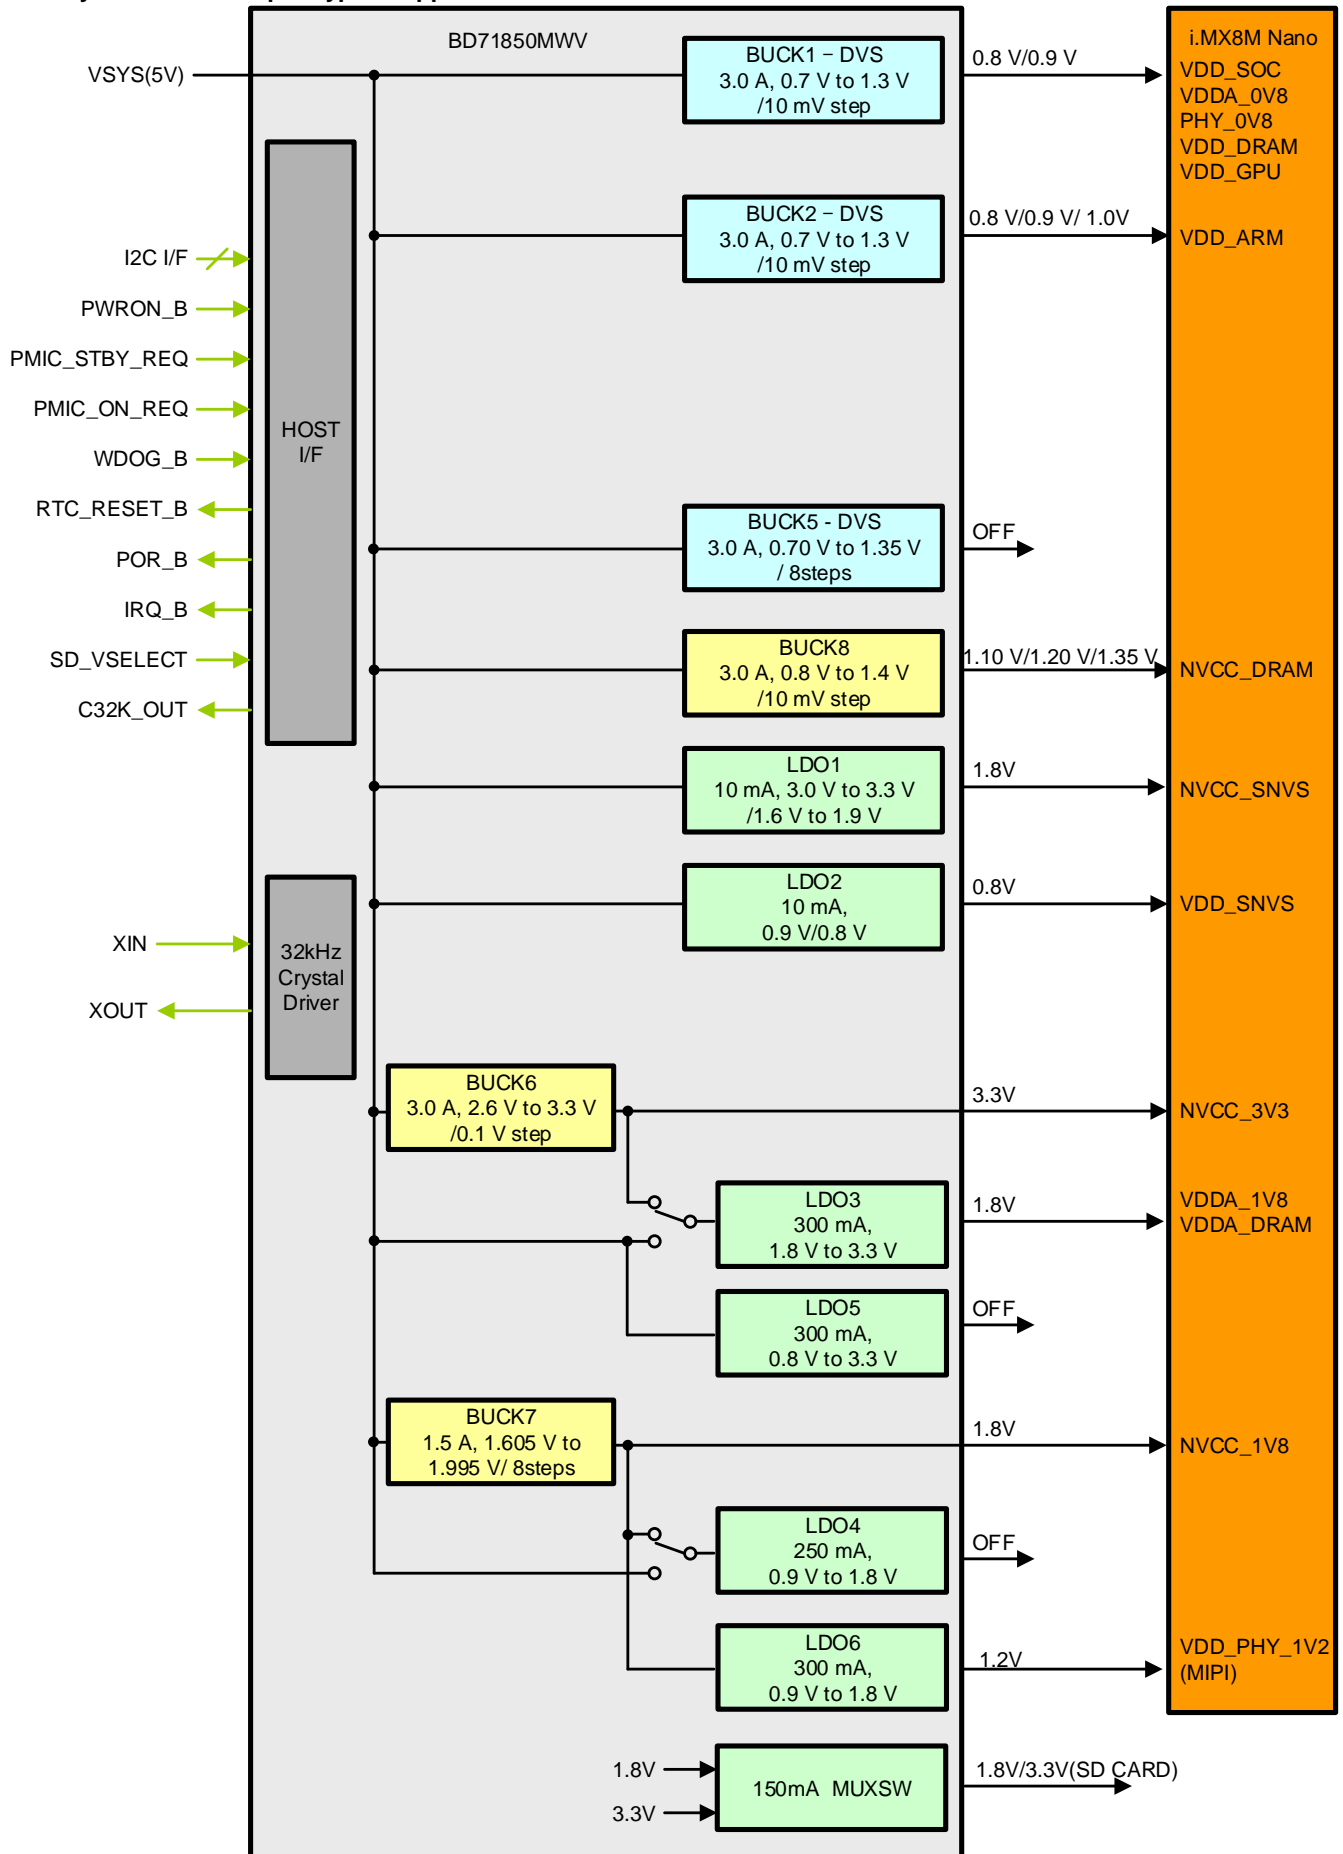 BD71850MWV
VSYS(5V)
BUCK1 – DVS
3.0 A, 0.7 V to 1.3 V
/10 mV step
0.8 V/0.9 V
i.MX8M Nano
VDD_SOC
VDDA_0V8
PHY_0V8
VDD_DRAM
VDD_GPU
BUCK2 – DVS
3.0 A, 0.7 V to 1.3 V
/10 mV step
0.8 V/0.9 V/ 1.0V
VDD_ARM
I2C I/F
PWRON_B
PMIC_STBY_REQ
PMIC_ON_REQ
WDOG_B
RTC_RESET_B
POR_B
IRQ_B
SD_VSELECT
C32K_OUT
HOST
I/F
BUCK5 - DVS
3.0 A, 0.70 V to 1.35 V
/ 8steps
OFF
BUCK8
3.0 A, 0.8 V to 1.4 V
/10 mV step
1.10 V/1.20 V/1.35 V
NVCC_DRAM
LDO1
10 mA, 3.0 V to 3.3 V
/1.6 V to 1.9 V
1.8V
NVCC_SNVS
LDO2
10 mA,
0.9 V/0.8 V
0.8V
VDD_SNVS
XIN
XOUT
32kHz
Crystal
Driver
BUCK6
3.0 A, 2.6 V to 3.3 V
/0.1 V step
3.3V
NVCC_3V3
LDO3
300 mA,
1.8 V to 3.3 V
1.8V
VDDA_1V8
VDDA_DRAM
LDO5
300 mA,
0.8 V to 3.3 V
OFF
BUCK7
1.5 A, 1.605 V to
1.995 V/ 8steps
1.8V
NVCC_1V8
LDO4
250 mA,
0.9 V to 1.8 V
OFF
LDO6
300 mA,
0.9 V to 1.8 V
1.2V
VDD_PHY_1V2
(MIPI)
1.8V
3.3V
150mA MUXSW
1.8V/3.3V(SD CARD)